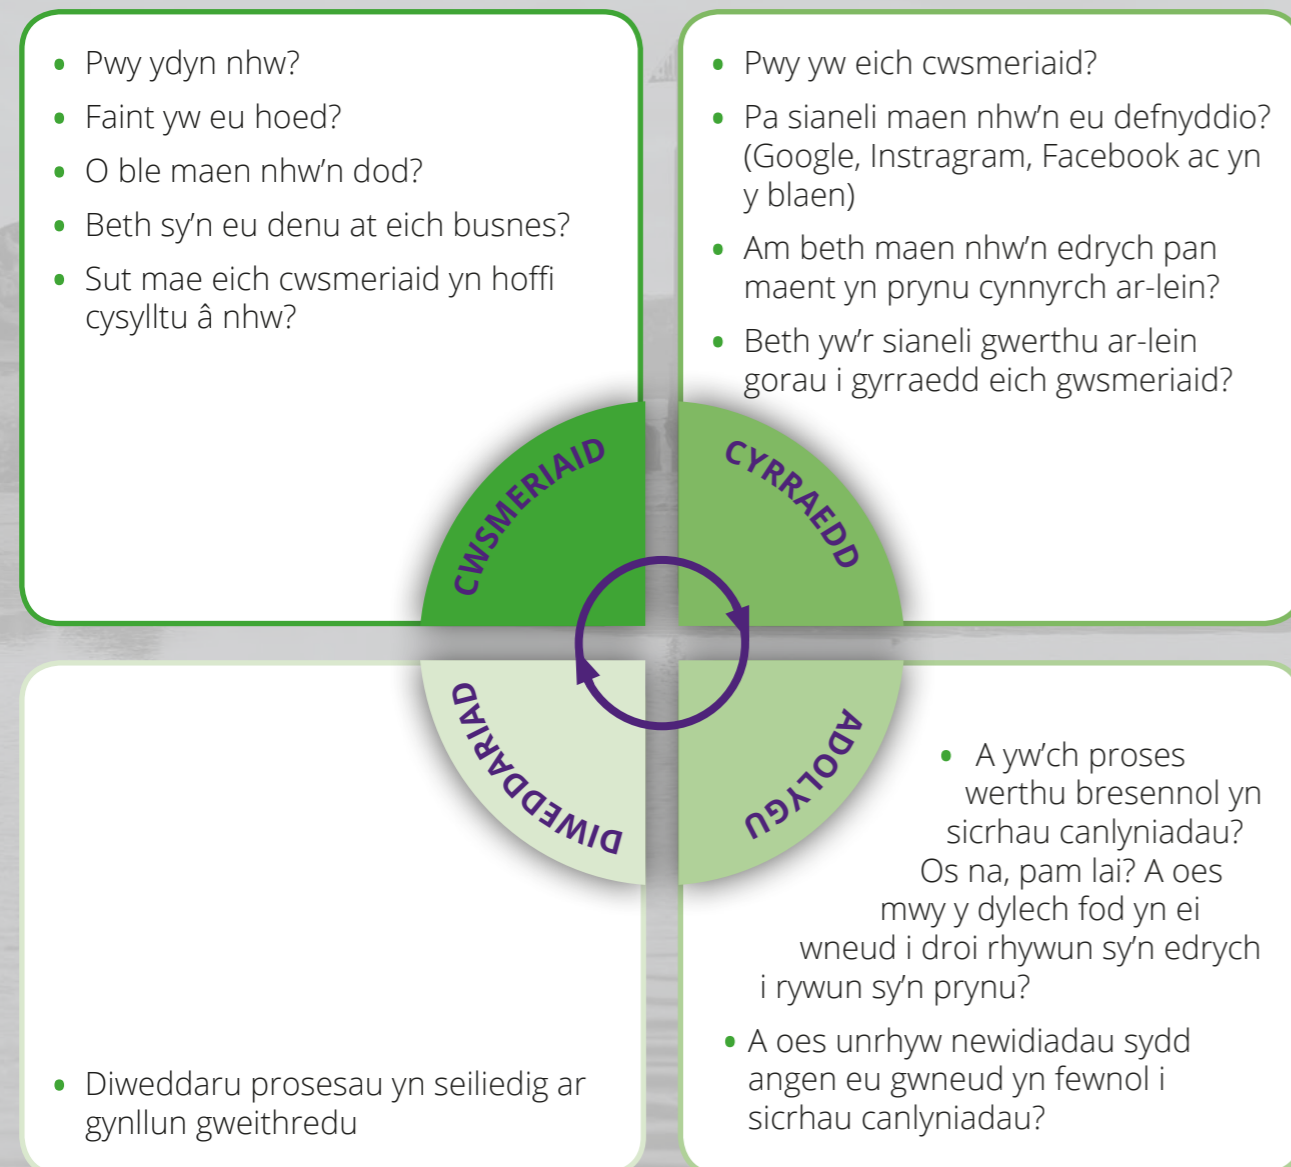 • Pwy ydyn nhw?
• Faint yw eu hoed?
• O ble maen nhw'n dod?
• Beth sy'n eu denu at eich busnes?
• Sut mae eich cwsmeriaid yn hoffi
cysylltu â nhw?
• Pwy yw eich cwsmeriaid?
• Pa sianeli maen nhw'n eu defnyddio?
(Google, Instragram, Facebook ac yn
y blaen)
• Am beth maen nhw'n edrych pan
maent yn prynu cynnyrch ar-lein?
• Beth yw'r sianeli gwerthu ar-lein
gorau i gyrraedd eich gwsmeriaid?
CWSMERIAID
CYRRAEDD
DIWEDDARIAD
ADOLYGU
• A yw'ch proses
werthu bresennol yn
sicrhau canlyniadau?
Os na, pam lai? A oes
mwy y dylech fod yn ei
wneud i droi rhywun sy'n edrych
i rywun sy'n prynu?
• A oes unrhyw newidiadau sydd
angen eu gwneud yn fewnol i
sicrhau canlyniadau?
• Diweddaru prosesau yn seiliedig ar
gynllun gweithredu